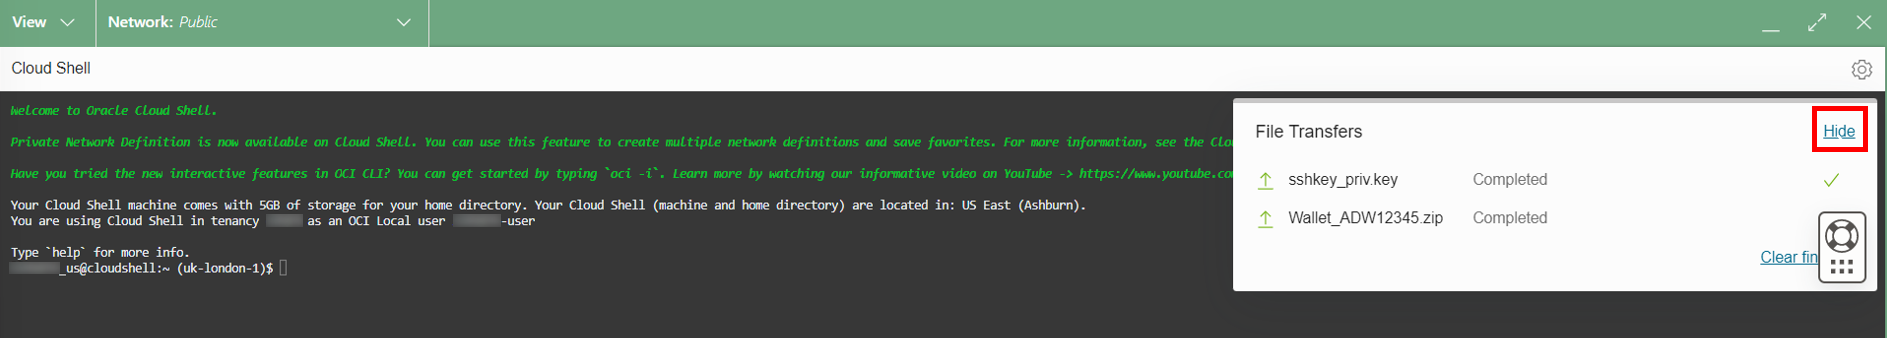 View
Network: Public
Cloud Shell
Welcome to Oracle Cloud Shell.
Private Network Definition is now available on Cloud Shell. You can use this feature to create multiple network definitions and save favorites. For more information, see the Clo
Have you tried the new interactive features in OCI CLI? You can get started by typing `oci -i`. Learn more by watching our informative video on YouTube -> https://www.youtube.co
Your Cloud Shell machine comes with 5GB of storage for your home directory. Your Cloud Shell (machine and home directory) are located in: US East (Ashburn).
You are using Cloud Shell in tenancy as an OCI Local user -user
Type `help` for more info.
_us@cloudshell:~ (uk-london-1)$
File Transfers
Hide
sshkey_priv.key Completed
Wallet_ADW12345.zip Completed
Clear fin